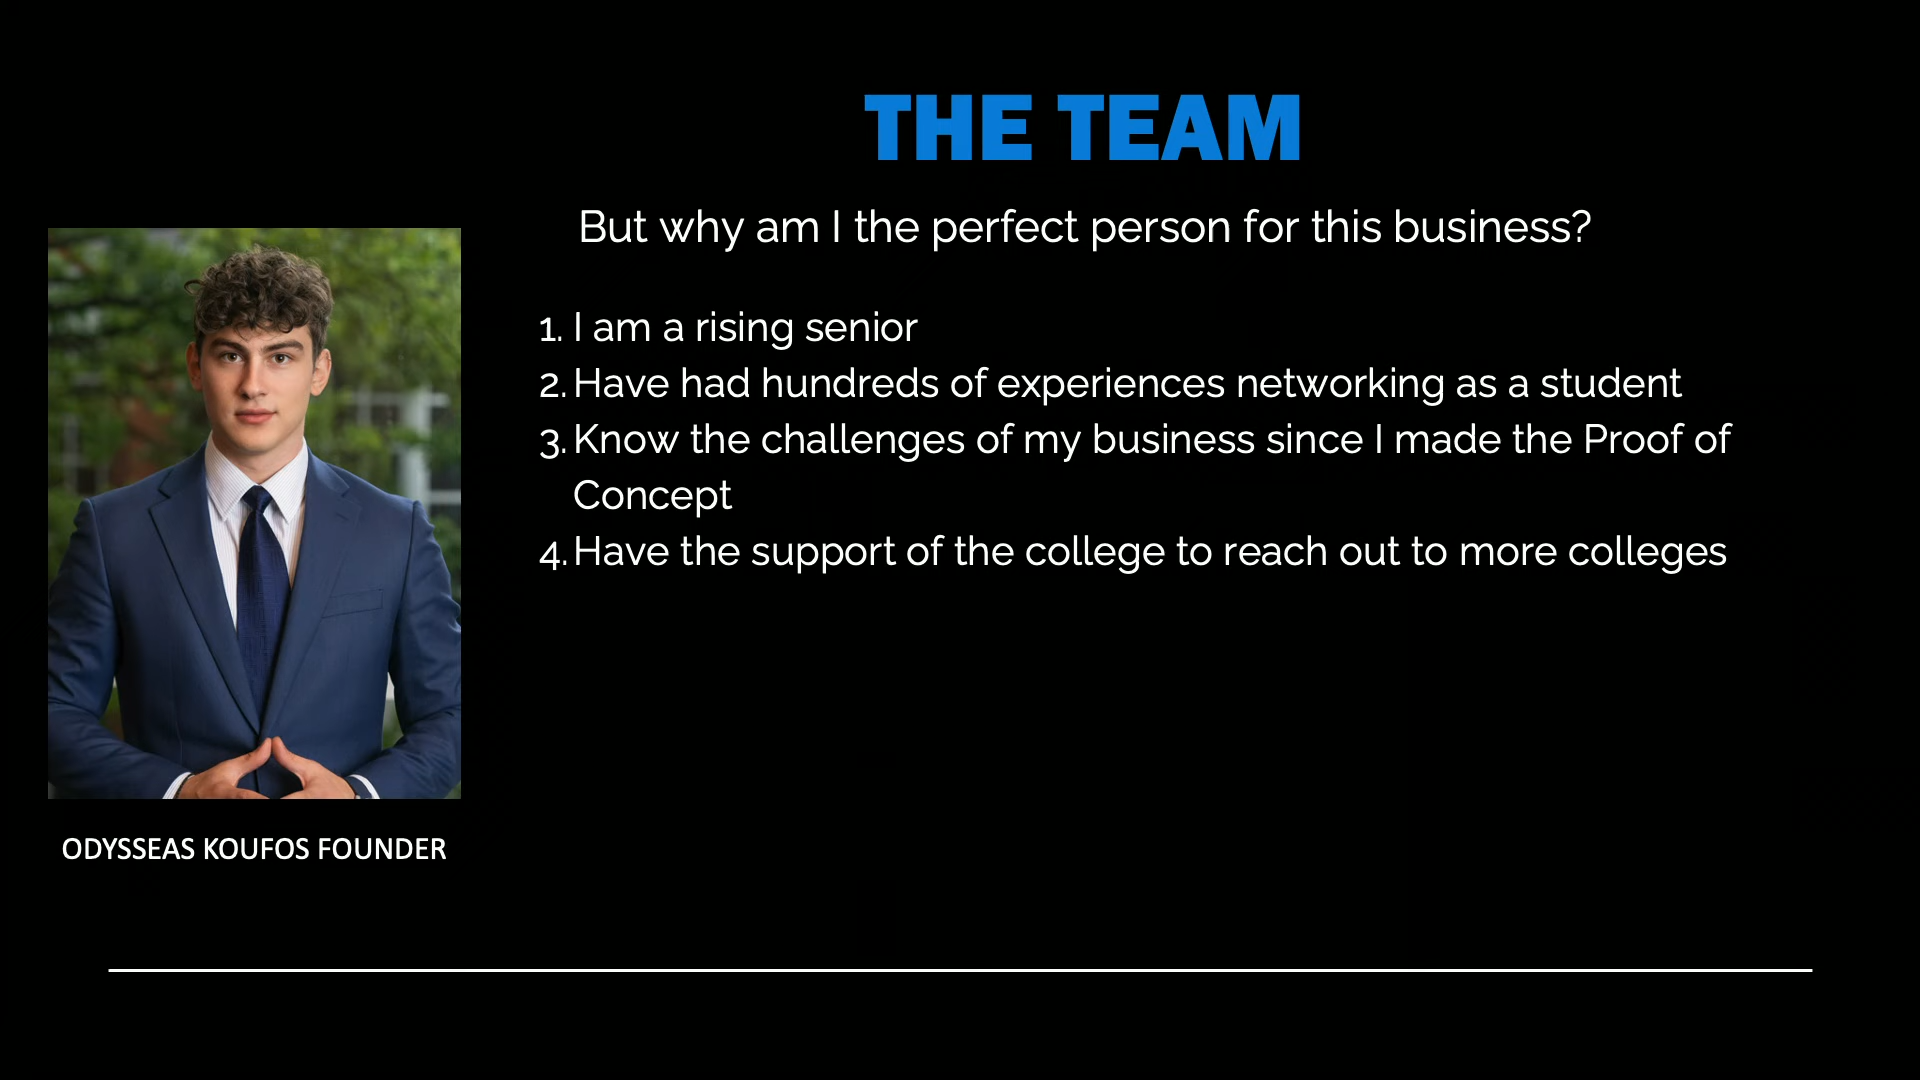 THE TEAM
But why am I the perfect person for this business?
1. I am a rising senior
2. Have had hundreds of experiences networking as a student
3. Know the challenges of my business since I made the Proof of
Concept
4. Have the support of the college to reach out to more colleges
ODYSSEAS KOUFOS FOUNDER